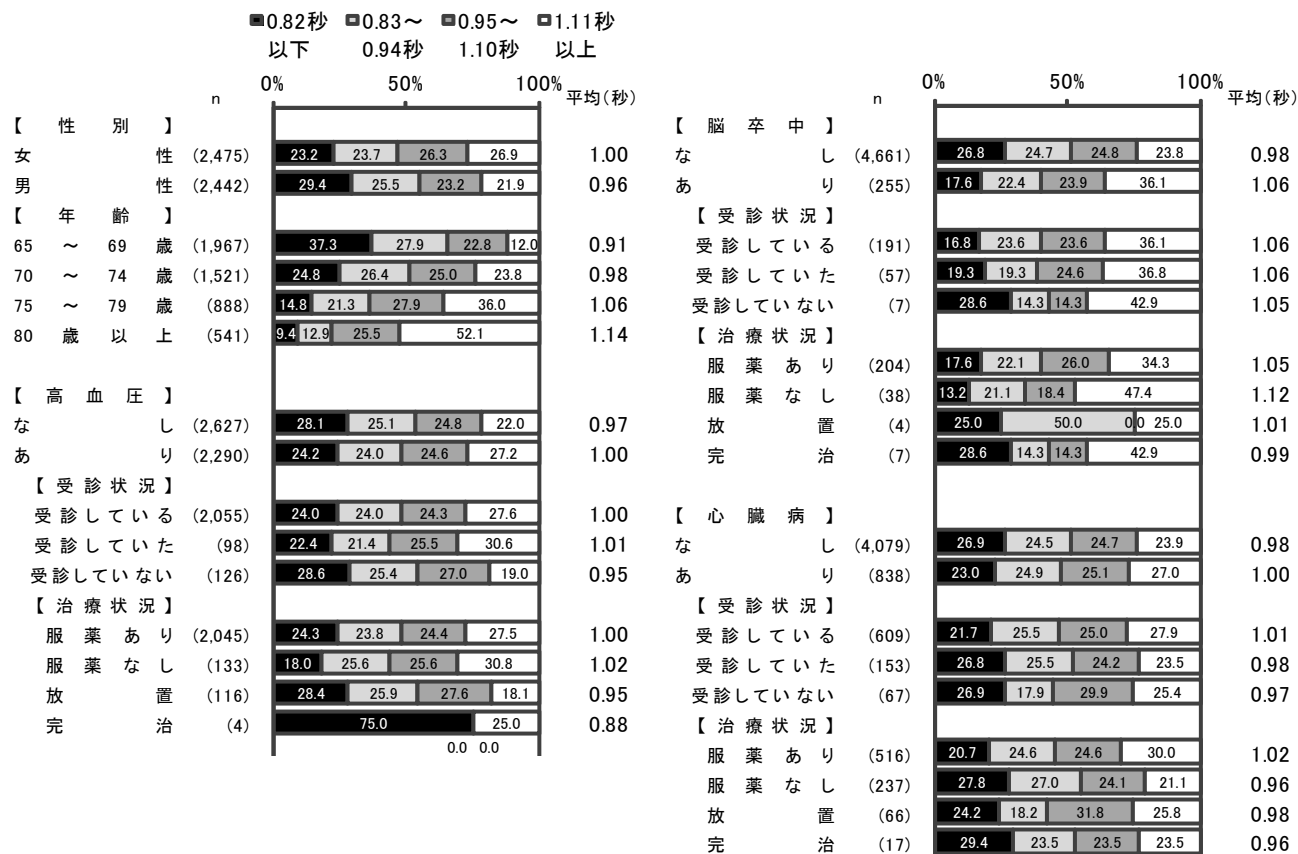 0.82秒以下 0.83～0.94秒 0.95～1.10秒 1.11秒以上
0% 50% 100%
n 平均(秒)
【性別】
女性 (2,475) 23.2 23.7 26.3 26.9 1.00
男性 (2,442) 29.4 25.5 23.2 21.9 0.96
【年齢】
65～69歳 (1,967) 37.3 27.9 22.8 12.0 0.91
70～74歳 (1,521) 24.8 26.4 25.0 23.8 0.98
75～79歳 (888) 14.8 21.3 27.9 36.0 1.06
80歳以上 (541) 9.4 12.9 25.5 52.1 1.14
【高血圧】
なし (2,627) 28.1 25.1 24.8 22.0 0.97
あり (2,290) 24.2 24.0 24.6 27.2 1.00
【受診状況】
受診している (2,055) 24.0 24.0 24.3 27.6 1.00
受診していた (98) 22.4 21.4 25.5 30.6 1.01
受診していない (126) 28.6 25.4 27.0 19.0 0.95
【治療状況】
服薬あり (2,045) 24.3 23.8 24.4 27.5 1.00
服薬なし (133) 18.0 25.6 25.6 30.8 1.02
放置 (116) 28.4 25.9 27.6 18.1 0.95
完治 (4) 75.0 25.0 0.88
0.0 0.0
0% 50% 100%
n 平均(秒)
【脳卒中】
なし (4,661) 26.8 24.7 24.8 23.8 0.98
あり (255) 17.6 22.4 23.9 36.1 1.06
【受診状況】
受診している (191) 16.8 23.6 23.6 36.1 1.06
受診していた (57) 19.3 19.3 24.6 36.8 1.06
受診していない (7) 28.6 14.3 14.3 42.9 1.05
【治療状況】
服薬あり (204) 17.6 22.1 26.0 34.3 1.05
服薬なし (38) 13.2 21.1 18.4 47.4 1.12
放置 (4) 25.0 50.0 0.0 25.0 1.01
完治 (7) 28.6 14.3 14.3 42.9 0.99
【心臓病】
なし (4,079) 26.9 24.5 24.7 23.9 0.98
あり (838) 23.0 24.9 25.1 27.0 1.00
【受診状況】
受診している (609) 21.7 25.5 25.0 27.9 1.01
受診していた (153) 26.8 25.5 24.2 23.5 0.98
受診していない (67) 26.9 17.9 29.9 25.4 0.97
【治療状況】
服薬あり (516) 20.7 24.6 24.6 30.0 1.02
服薬なし (237) 27.8 27.0 24.1 21.1 0.96
放置 (66) 24.2 18.2 31.8 25.8 0.98
完治 (17) 29.4 23.5 23.5 23.5 0.96